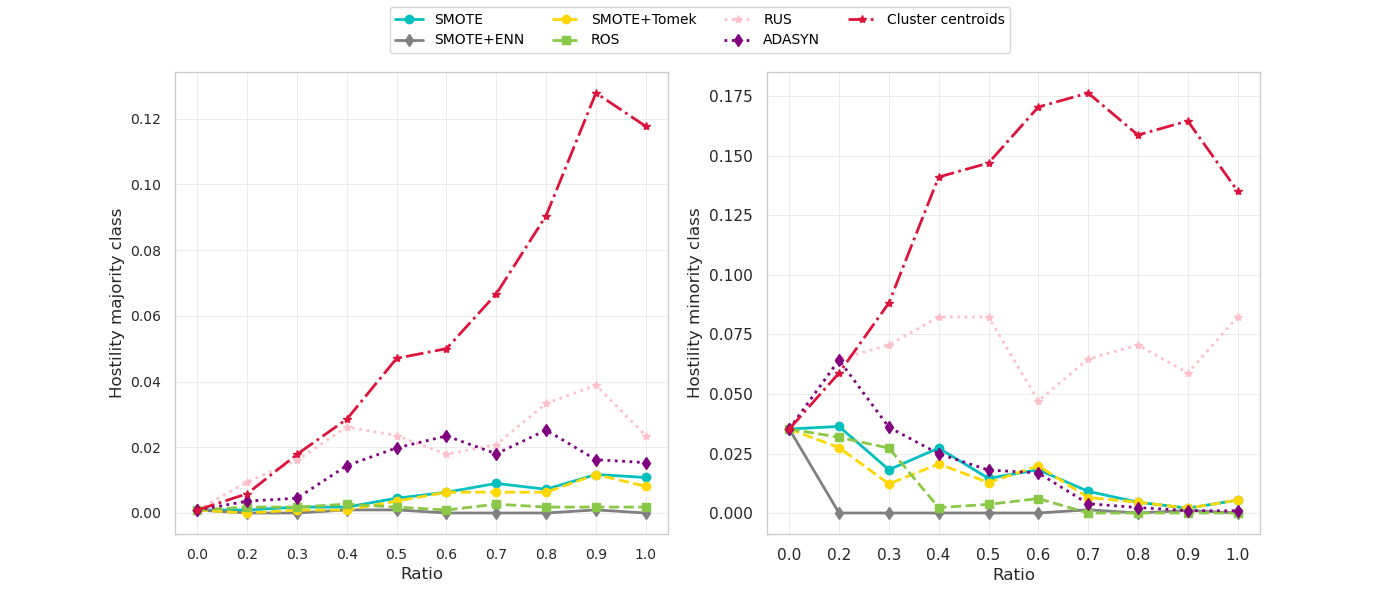 SMOTE
SMOTE+ENN
SMOTE+Tomek
ROS
RUS
ADASYN
Cluster centroids
Hostility majority class
0.12
0.10
0.08
0.06
0.04
0.02
0.00
0.0 0.2 0.3 0.4 0.5 0.6 0.7 0.8 0.9 1.0
Ratio
Hostility minority class
0.175
0.150
0.125
0.100
0.075
0.050
0.025
0.000
0.0 0.2 0.3 0.4 0.5 0.6 0.7 0.8 0.9 1.0
Ratio